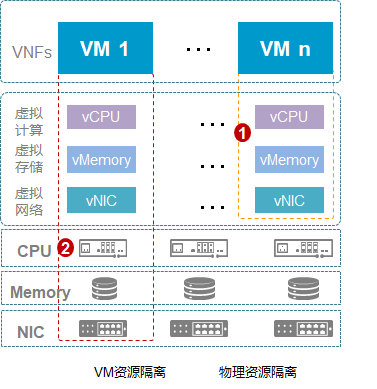 VNFs VM 1 ... VM n
虚拟
计算 vCPU ... vCPU
1
虚拟
存储 vMemory ... vMemory
虚拟
网络 vNIC ... vNIC
CPU 2
Memory
NIC
VM资源隔离 物理资源隔离